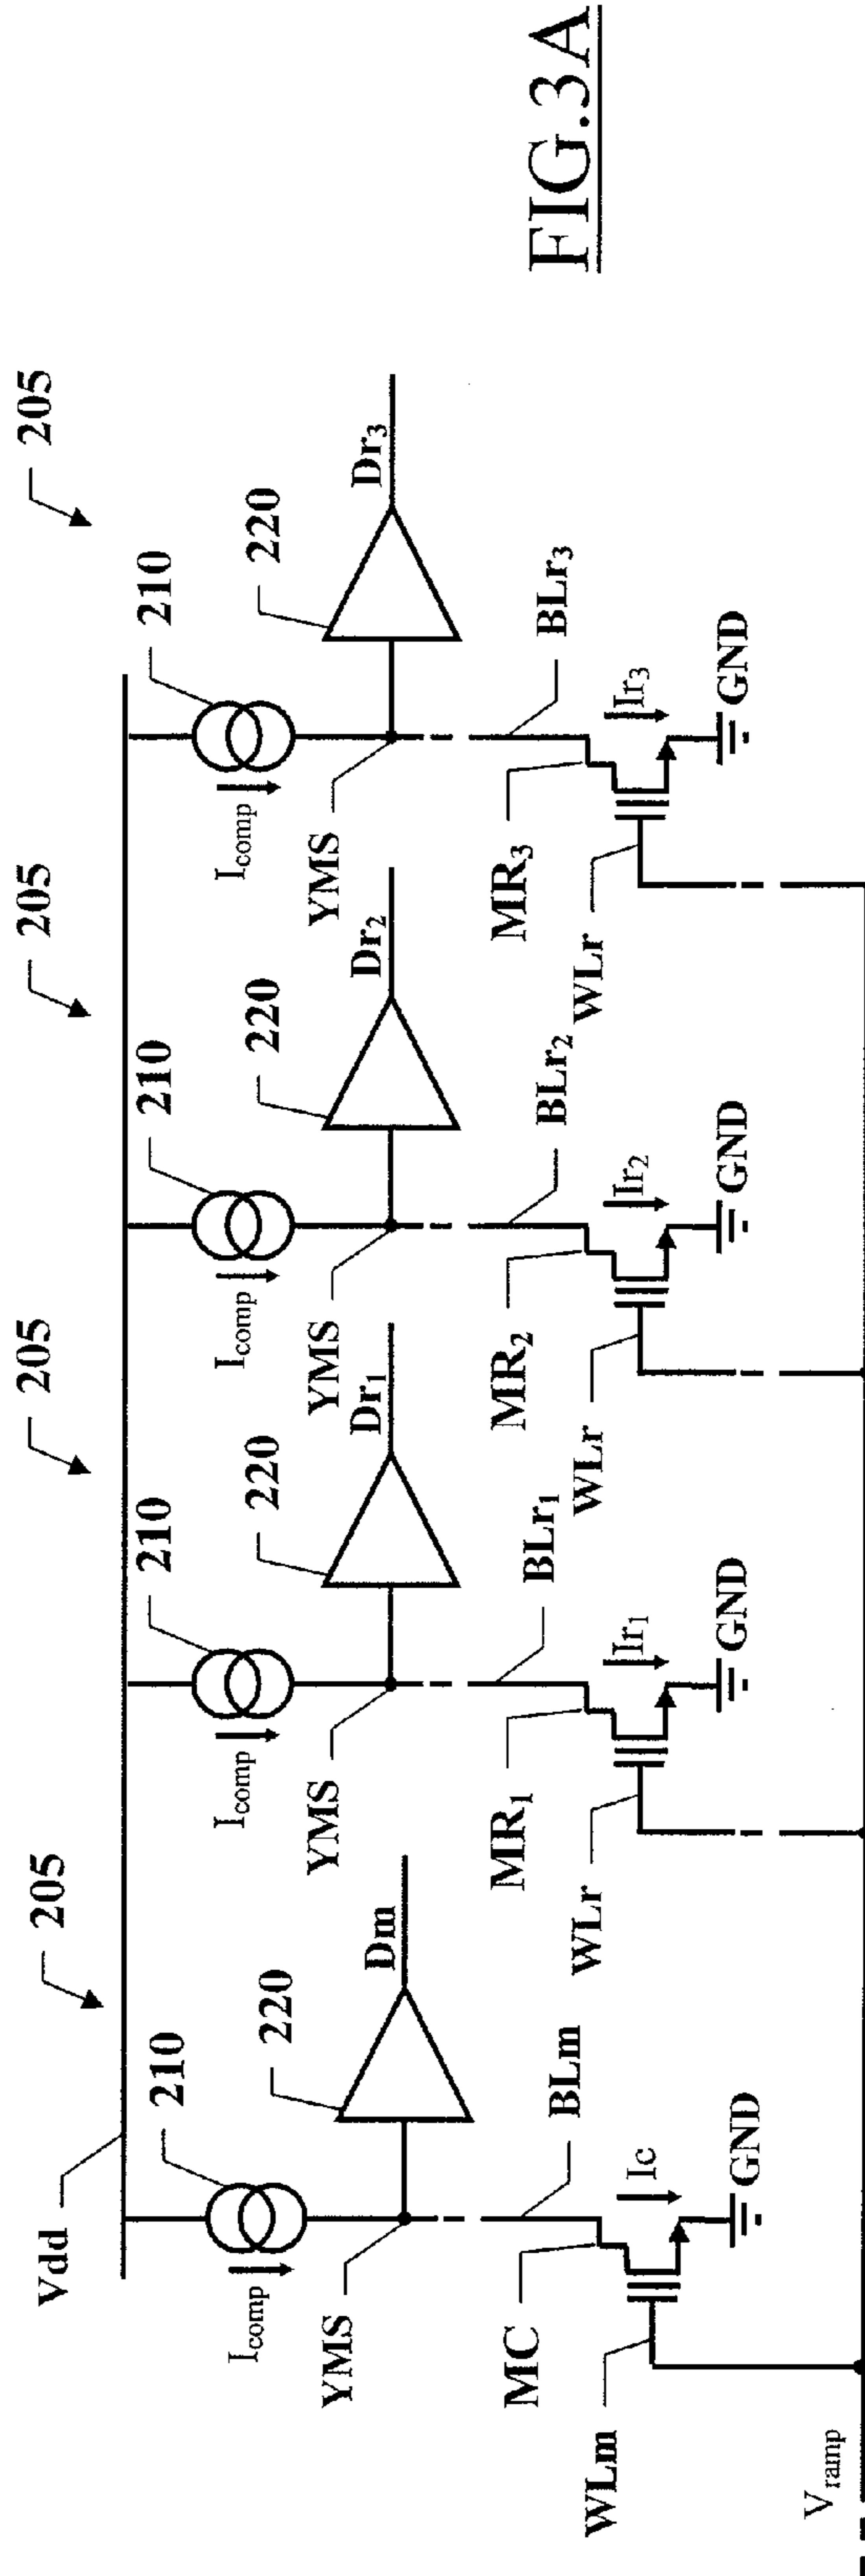 205 205 205 205
Vdd
210 210 210 210
Icomp Icomp Icomp Icomp
220 220 220 220
YMS YMS YMS YMS
Dm Dr1 Dr2 Dr3
BLm BLr1 BLr2 BLr3
MC MR1 MR2 MR3
Ic Ir1 Ir2 Ir3
WLm WLr WLr WLr
GND GND GND GND
Vramp
FIG.3A